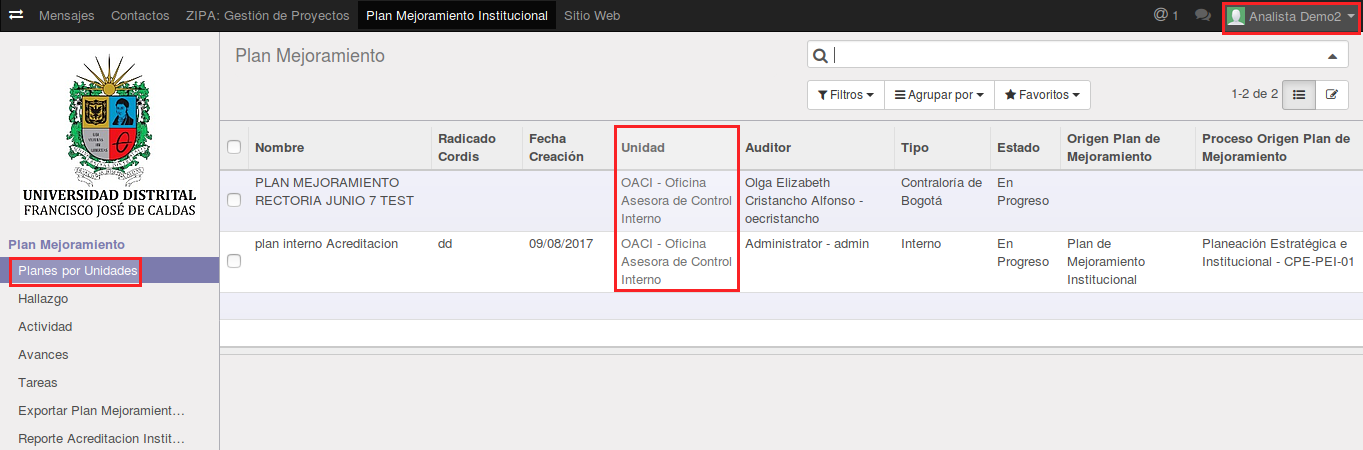 Mensajes Contactos ZIPA: Gestión de Proyectos Plan Mejoramiento Institucional Sitio Web @ 1 Analista Demo2
UNIVERSIDAD DISTRITAL
FRANCISCO JOSÉ DE CALDAS
Plan Mejoramiento
Planes por Unidades
Hallazgo
Actividad
Avances
Tareas
Exportar Plan Mejoramient...
Reporte Acreditacion Instit...
Plan Mejoramiento
Filtros Agrupar por Favoritos 1-2 de 2
Nombre Radicado Cordis Fecha Creación Unidad Auditor Tipo Estado Origen Plan de Mejoramiento Proceso Origen Plan de Mejoramiento
PLAN MEJORAMIENTO RECTORIA JUNIO 7 TEST OACI - Oficina Asesora de Control Interno Olga Elizabeth Cristancho Alfonso - oecristancho Contraloría de Bogotá En Progreso
plan interno Acreditacion dd 09/08/2017 OACI - Oficina Asesora de Control Interno Administrator - admin Interno En Progreso Plan de Mejoramiento Institucional Planeación Estratégica e Institucional - CPE-PEI-01